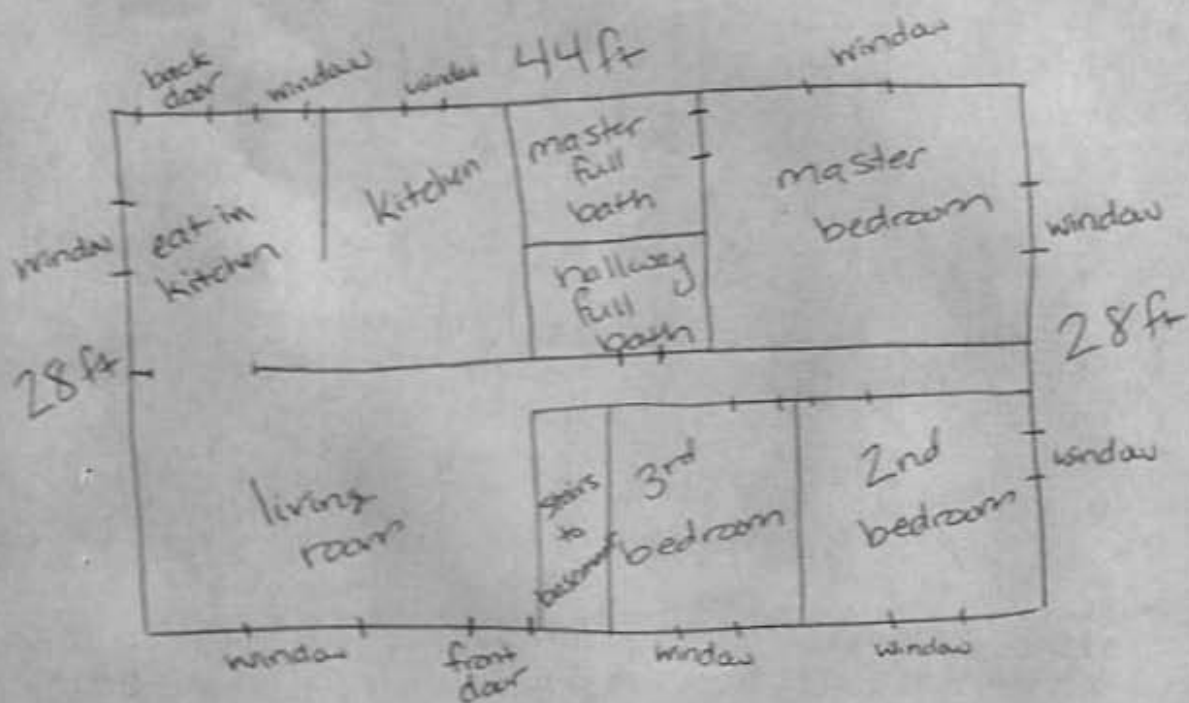 back
door
window
window
44ft
window
eat in
kitchen
kitchen
master
full
bath
master
bedroom
window
window
hallway
full
bath
28ft
28ft
living
room
stairs
to
basement
3rd
bedroom
2nd
bedroom
window
window
front
door
window
window